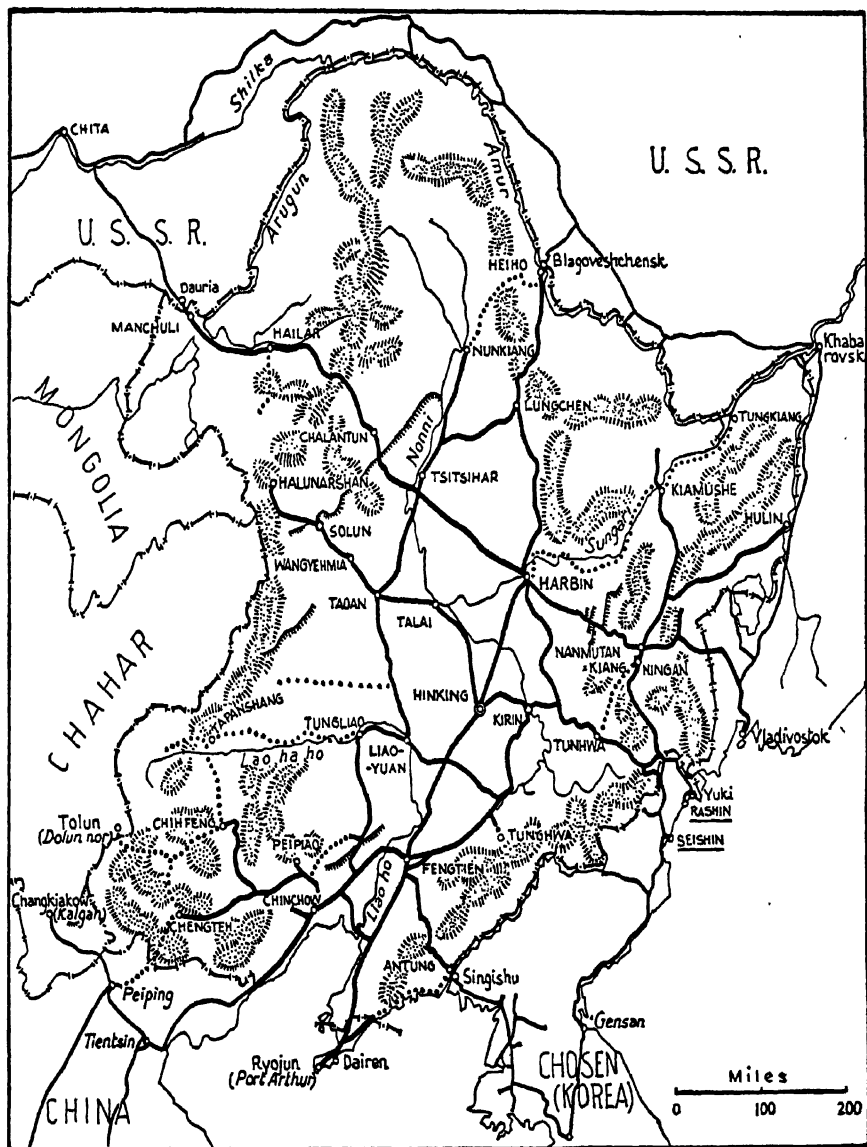 Shilka
CHITA
U. S. S. R.
Amur
Arugun
U. S. S. R.
HEIHO
Blagoveshchensk
Dauria
MANCHULI
HAILAR
NUNKIANG
Khaba
rovsk
MONGOLIA
LUNGCHEN
TUNGKIANG
CHALANTUN
Nonni
HALUNARSHAN
TSITSIHAR
KIAMUSHE
SOLUN
Sungari
HULIN
WANGYEHMIA
HARBIN
TAOAN
TALAI
NANMUTAN
KIANG
NINGAN
CHAHAR
HINKING
TAPANSHANG
TUNGLIAO
KIRIN
Vladivostok
LIAO-
-YUAN
TUNHWA
Lao ha ho
Yuki
RASHIN
Tolun
(Dolun nor)
CHIHFENG
PEIPIAO
TUNGHWA
SEISHIN
FENGTIEN
Changkiakow
(Kalgan)
CHINCHOW
Liao ho
CHENGTEH
ANTUNG
Singishu
Peiping
Gensan
Tientsin
Ryojun
(Port Arthur)
Dairen
CHOSEN
(KOREA)
Miles
CHINA
0 100 200